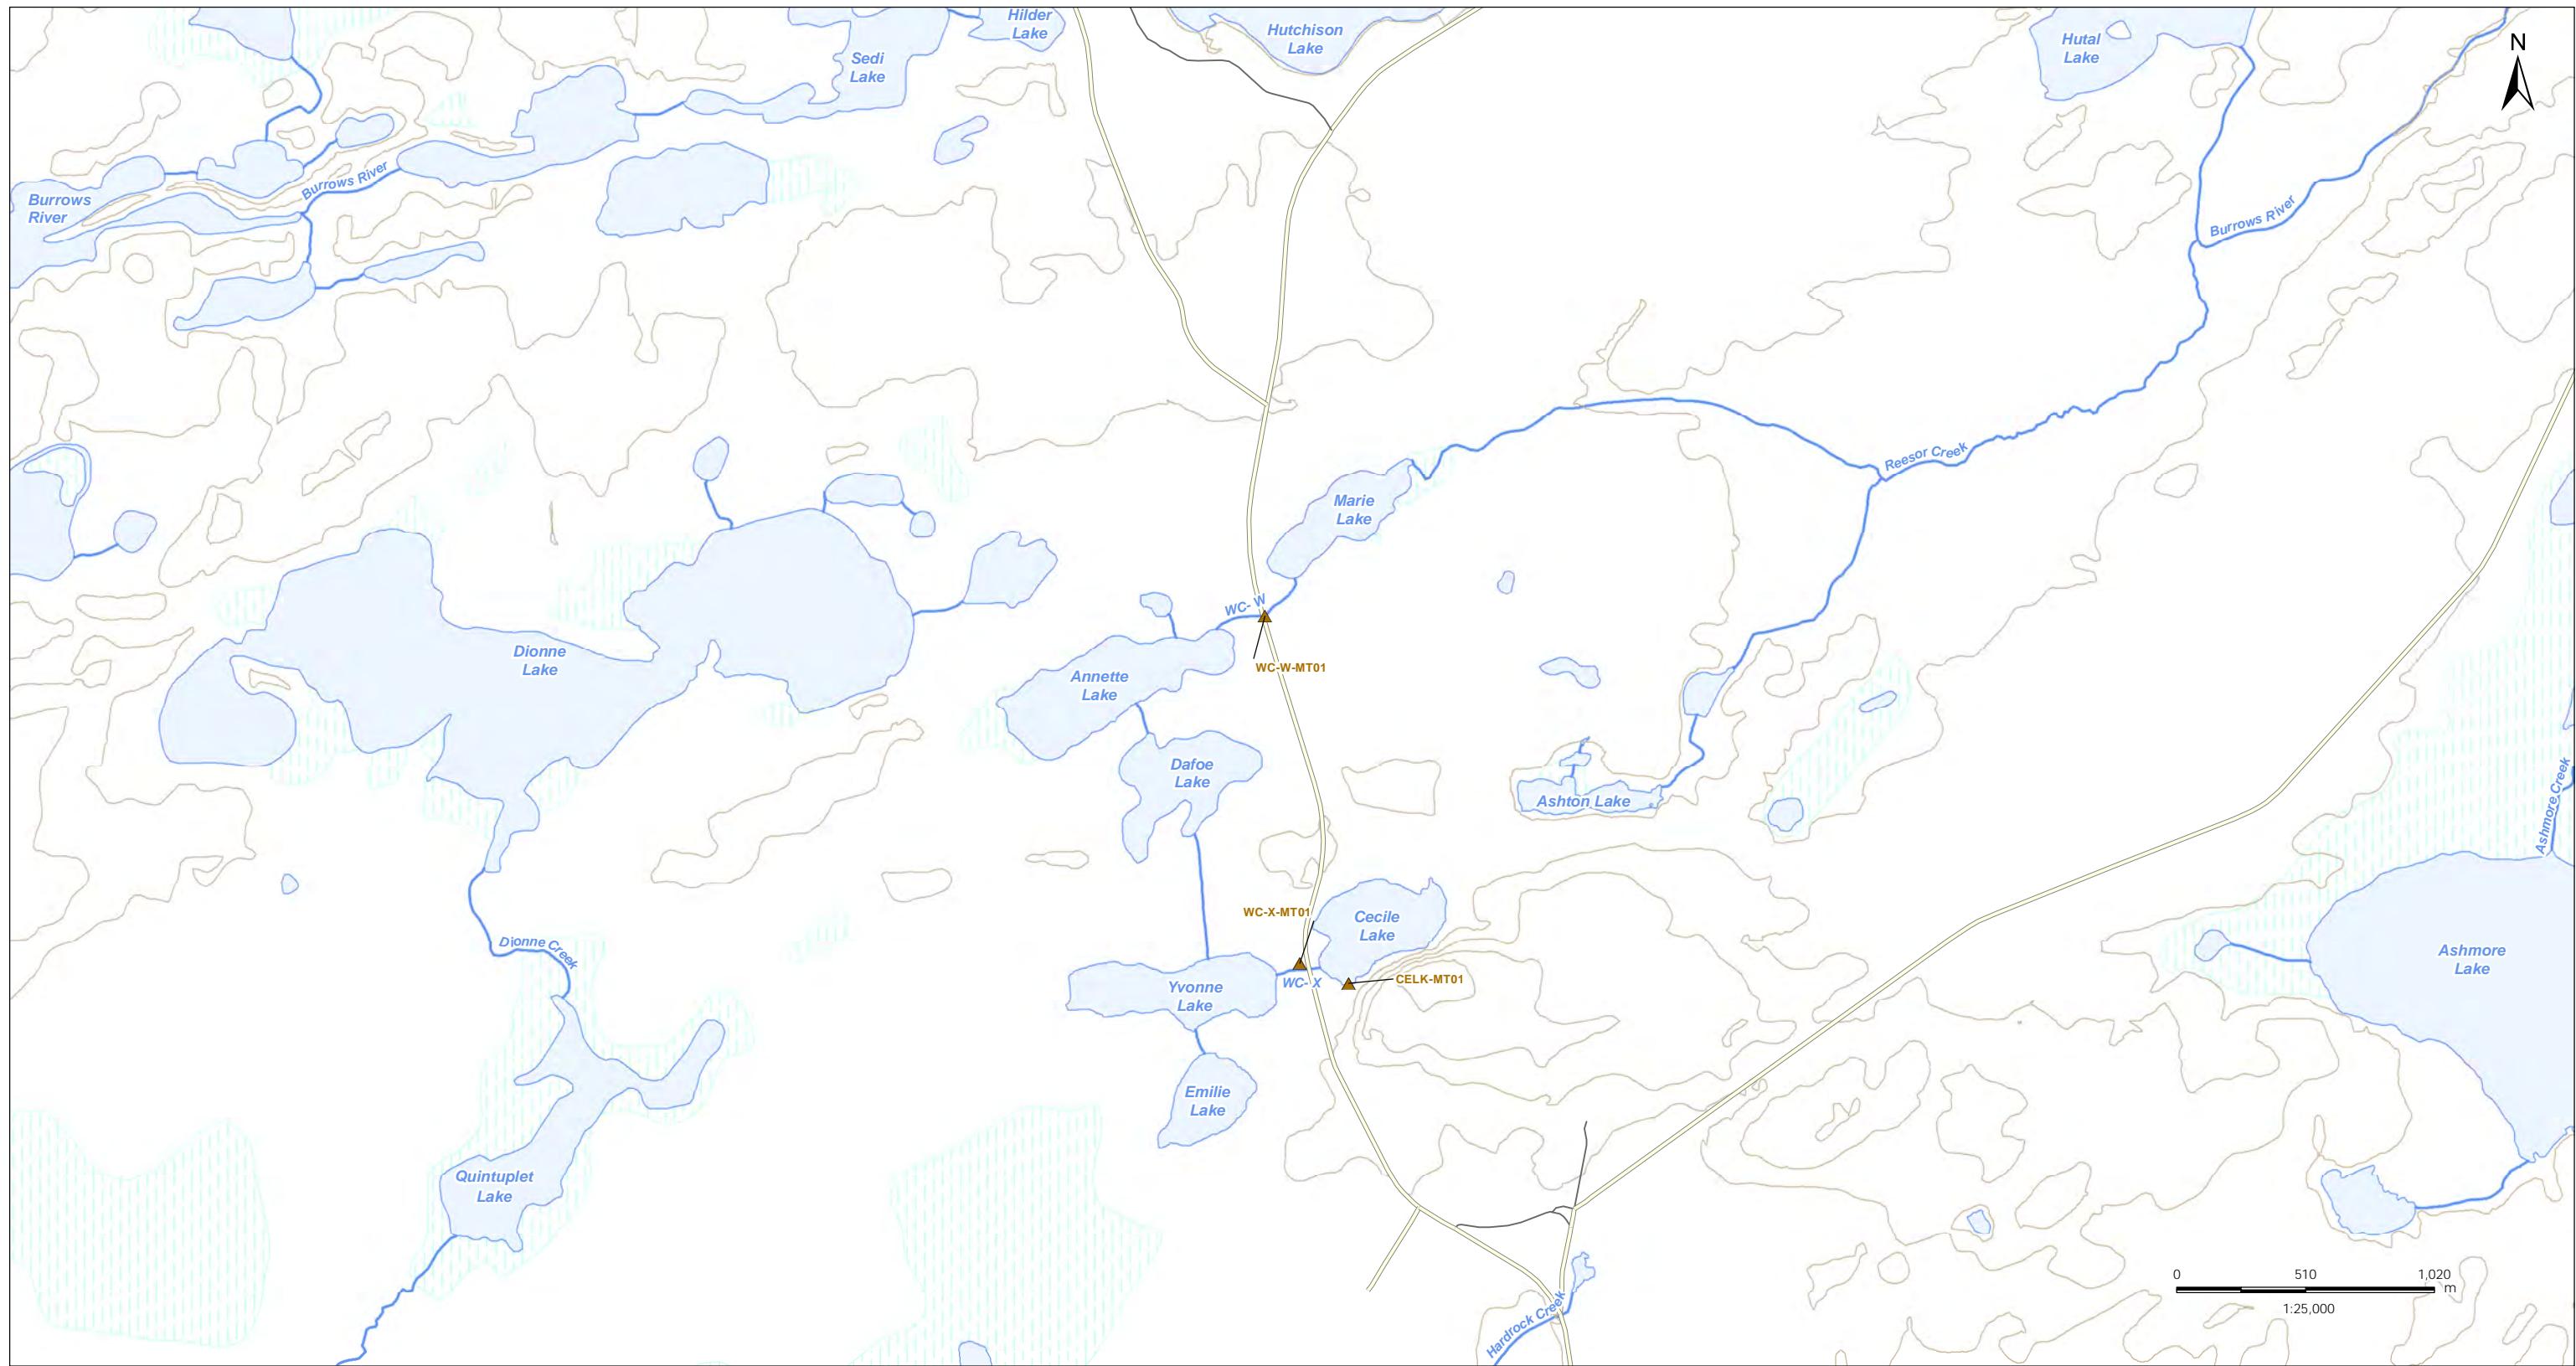 Hilder
Lake
Hutchison
Lake
Sedi
Lake
Hutal
Lake
N
Burrows River
Burrows
River
Burrows River
Reesor Creek
Marie
Lake
WC- W
WC-W-MT01
Dionne
Lake
Annette
Lake
Dafoe
Lake
Ashton Lake
Ashmore Creek
WC-X-MT01
Cecile
Lake
Dionne Creek
Ashmore
Lake
CELK-MT01
WC- X
Yvonne
Lake
Emilie
Lake
Quintuplet
Lake
Hardrock Creek
0 510 1,020
m
1:25,000